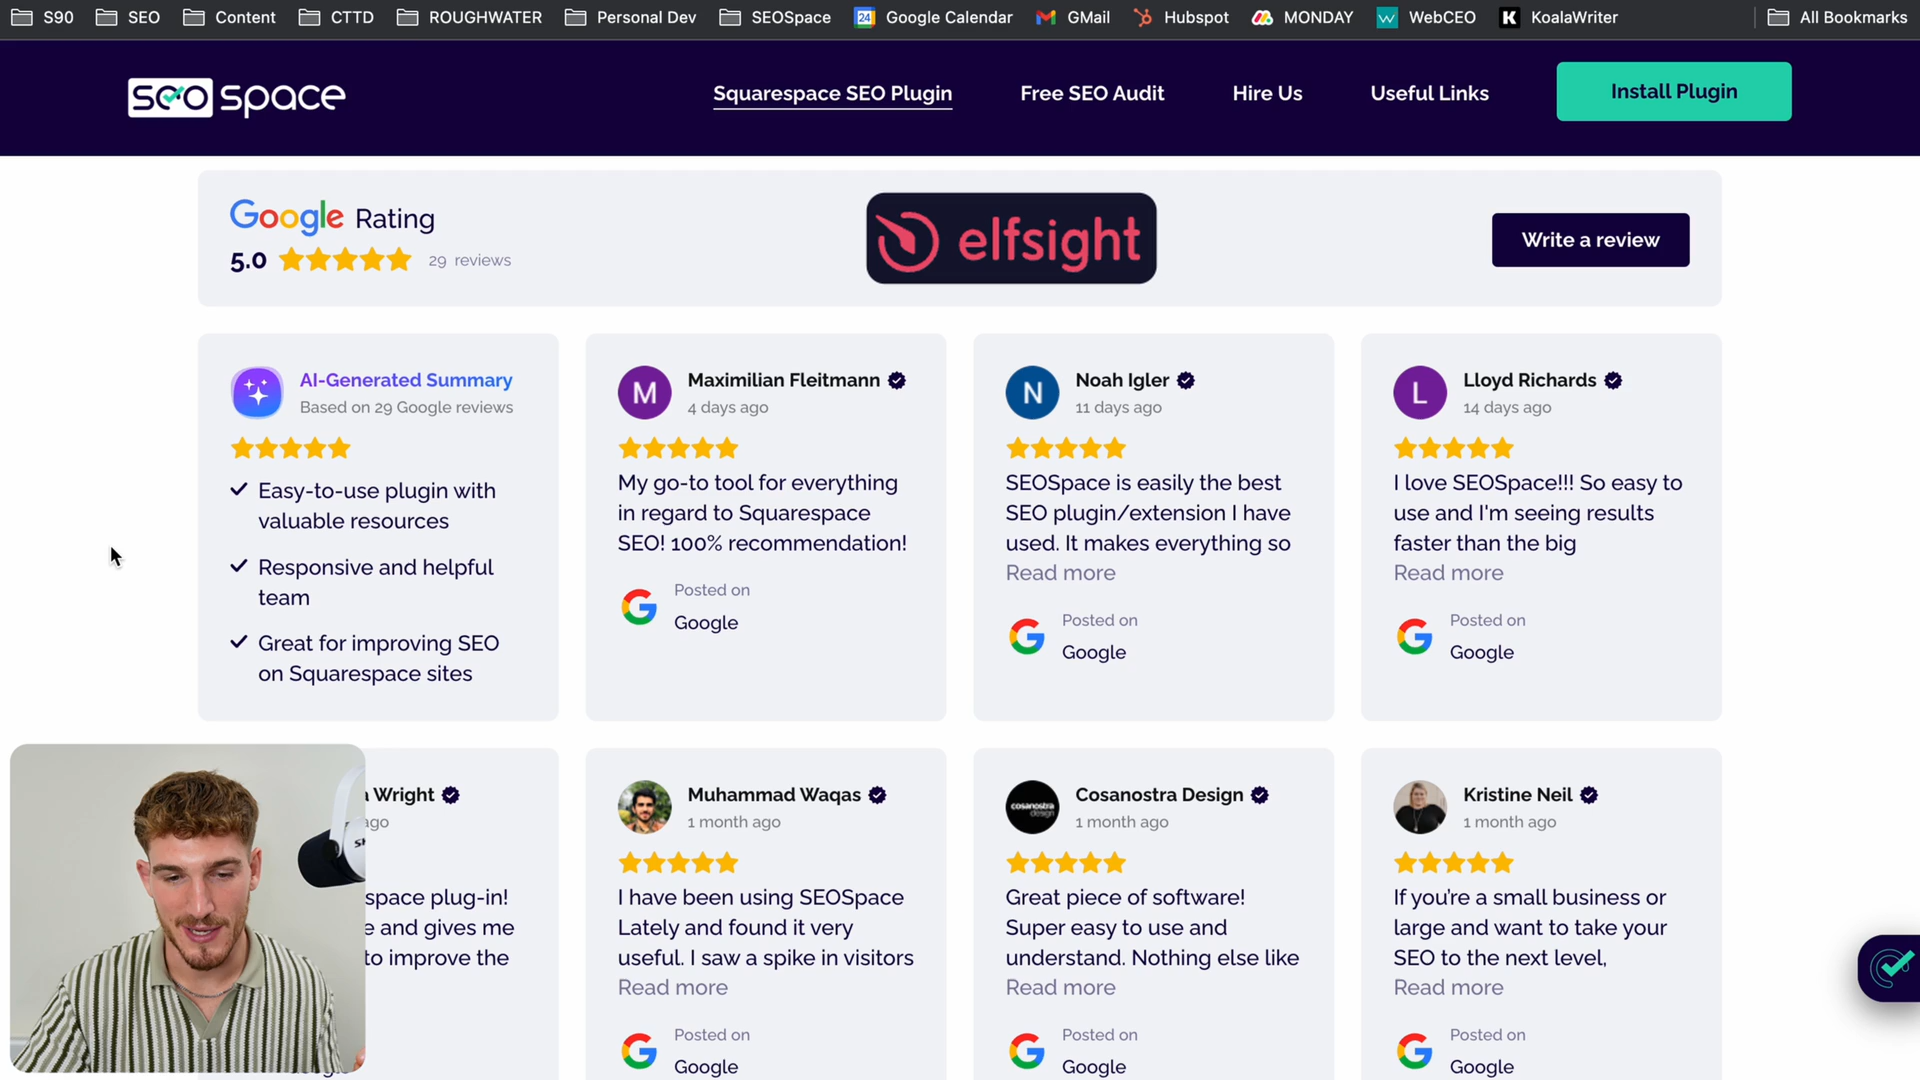 S90
SEO
Content
CTTD
ROUGHWATER
Personal Dev
SEOSpace
24
Google Calendar
GMail
Hubspot
MONDAY
WebCEO
K
KoalaWriter
All Bookmarks
seo space
Squarespace SEO Plugin
Free SEO Audit
Hire Us
Useful Links
Install Plugin
Google Rating
5.0
29 reviews
elfsight
Write a review
AI-Generated Summary
Based on 29 Google reviews
Easy-to-use plugin with
valuable resources
Responsive and helpful
team
Great for improving SEO
on Squarespace sites
M
Maximilian Fleitmann
4 days ago
My go-to tool for everything
in regard to Squarespace
SEO! 100% recommendation!
Posted on
Google
N
Noah Igler
11 days ago
SEOSpace is easily the best
SEO plugin/extension I have
used. It makes everything so
Read more
Posted on
Google
L
Lloyd Richards
14 days ago
I love SEOSpace!!! So easy to
use and I'm seeing results
faster than the big
Read more
Posted on
Google
Wright
ago
space plug-in!
and gives me
to improve the
Muhammad Waqas
1 month ago
I have been using SEOSpace
Lately and found it very
useful. I saw a spike in visitors
Read more
Posted on
Google
cosanostra
design
Cosanostra Design
1 month ago
Great piece of software!
Super easy to use and
understand. Nothing else like
Read more
Posted on
Google
Kristine Neil
1 month ago
If you're a small business or
large and want to take your
SEO to the next level,
Read more
Posted on
Google